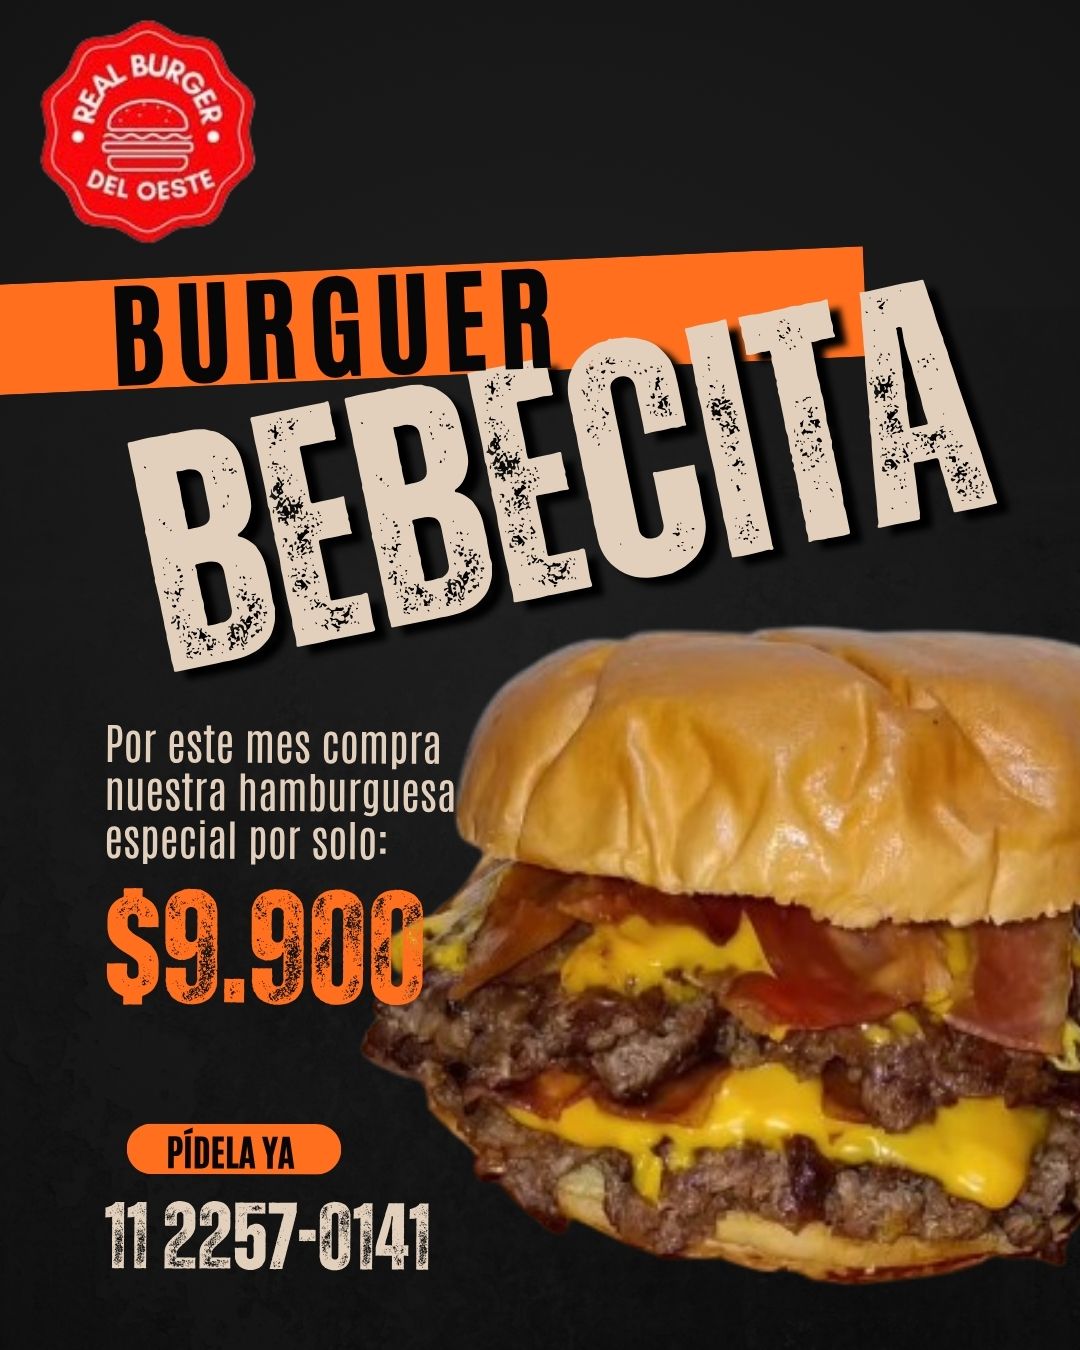 REAL BURGER
DEL OESTE
BURGUER
BEBECITA
Por este mes compra
nuestra hamburguesa
especial por solo:
$9.900
PÍDELA YA
11 2257-0141